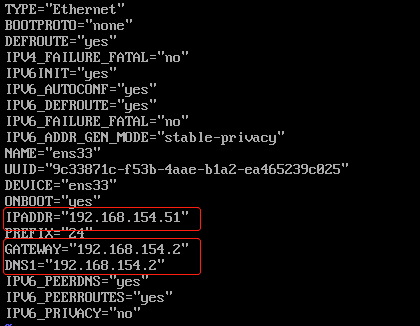 TYPE="Ethernet"
BOOTPROTO="none"
DEFROUTE="yes"
IPV4_FAILURE_FATAL="no"
IPV6INIT="yes"
IPV6_AUTOCONF="yes"
IPV6_DEFROUTE="yes"
IPV6_FAILURE_FATAL="no"
IPV6_ADDR_GEN_MODE="stable-privacy"
NAME="ens33"
UUID="9c33871c-f53b-4aae-b1a2-ea465239c025"
DEVICE="ens33"
ONBOOT="yes"
IPADDR="192.168.154.51"
PREFIX="24"
GATEWAY="192.168.154.2"
DNS1="192.168.154.2"
IPV6_PEERDNS="yes"
IPV6_PEERROUTES="yes"
IPV6_PRIVACY="no"